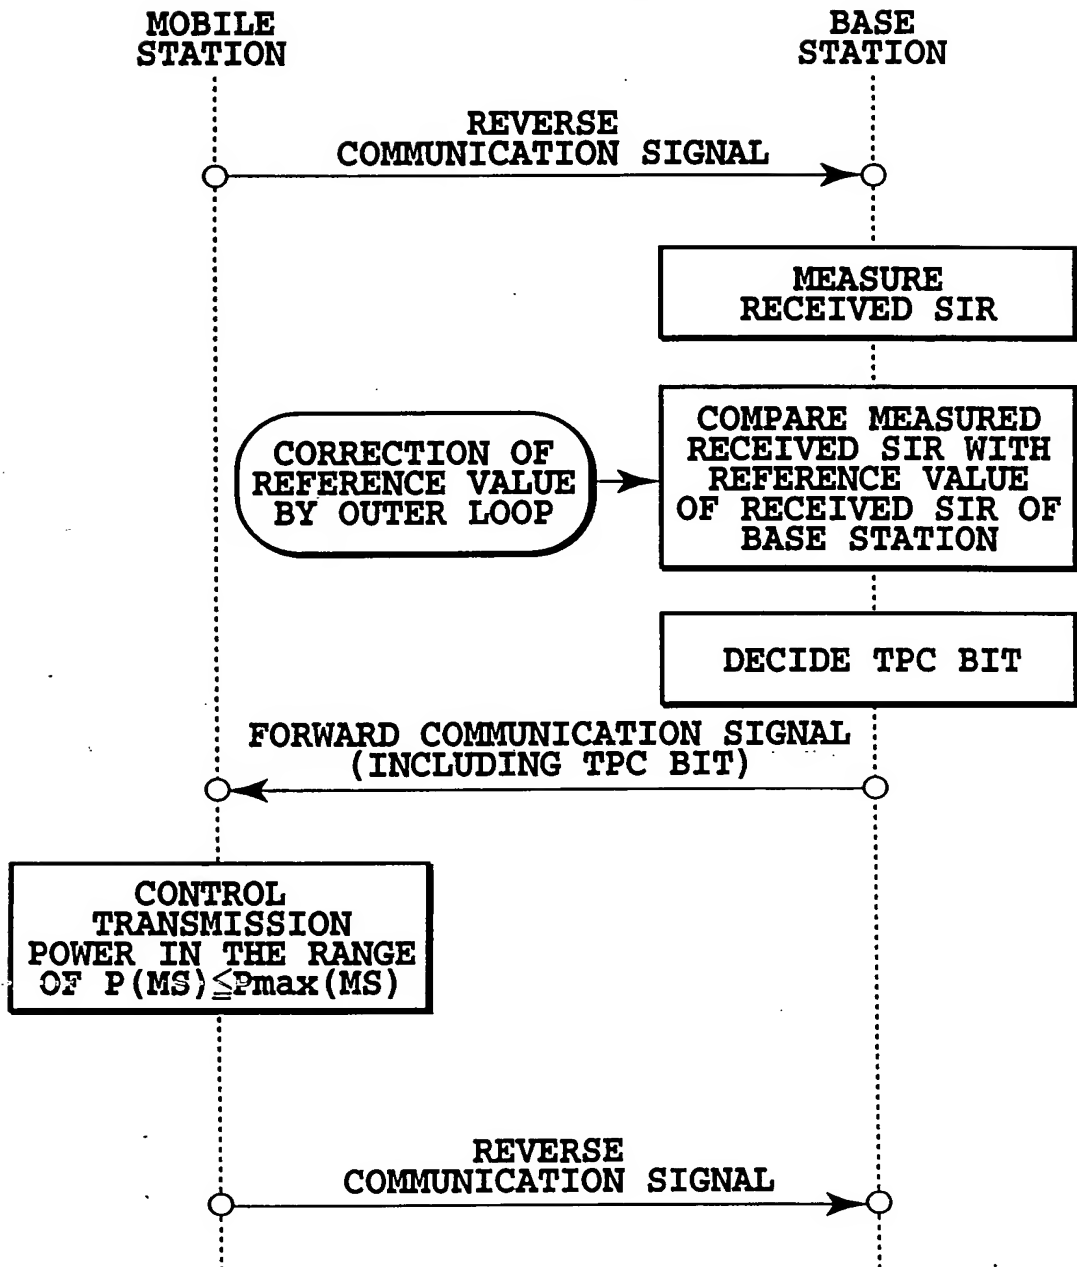 MOBILE
STATION
BASE
STATION
REVERSE
COMMUNICATION SIGNAL
MEASURE
RECEIVED SIR
CORRECTION OF
REFERENCE VALUE
BY OUTER LOOP
COMPARE MEASURED
RECEIVED SIR WITH
REFERENCE VALUE
OF RECEIVED SIR OF
BASE STATION
DECIDE TPC BIT
FORWARD COMMUNICATION SIGNAL
(INCLUDING TPC BIT)
CONTROL
TRANSMISSION
POWER IN THE RANGE
OF P(MS)≦Pmax(MS)
REVERSE
COMMUNICATION SIGNAL